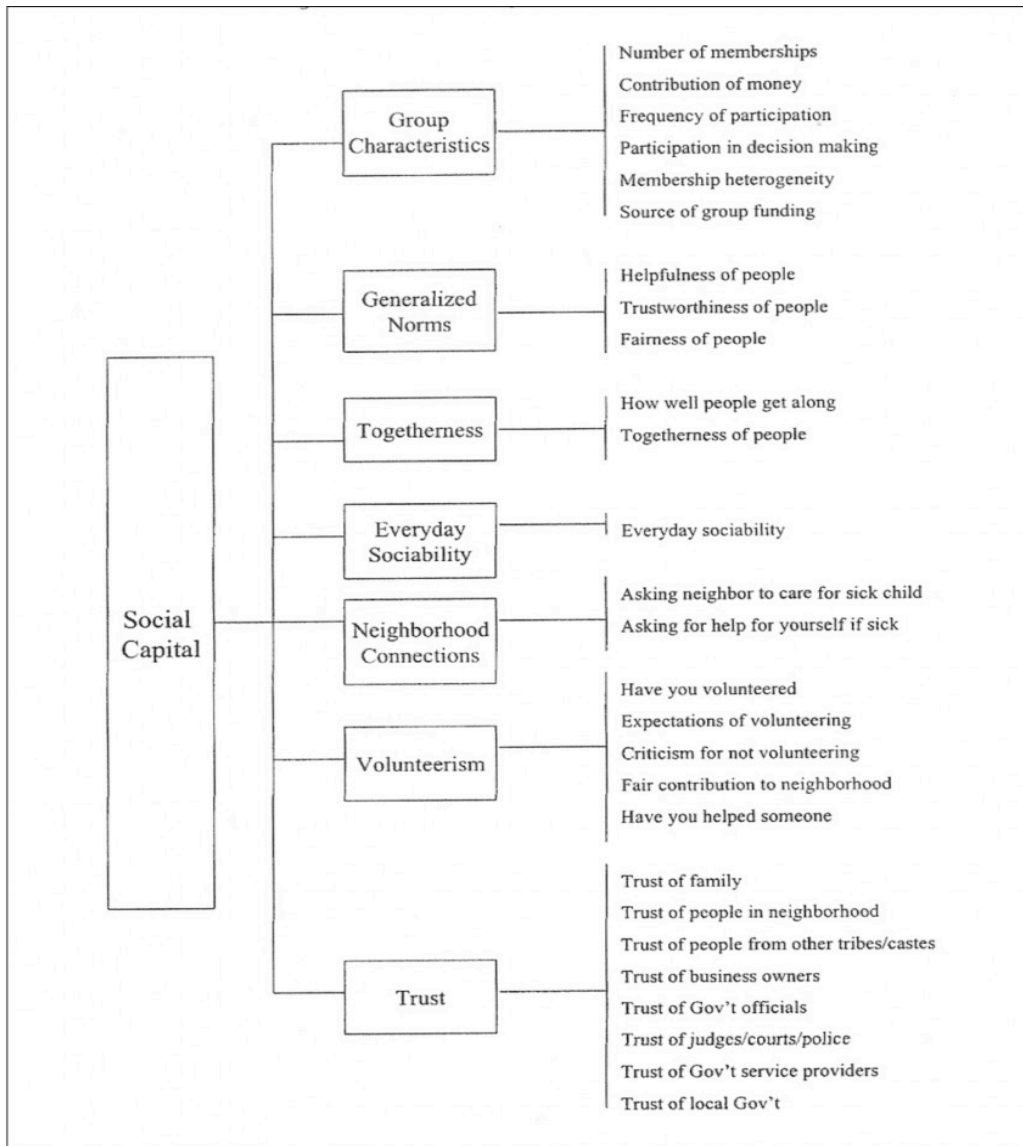 Social
Capital
Group
Characteristics
Number of memberships
Contribution of money
Frequency of participation
Participation in decision making
Membership heterogeneity
Source of group funding
Generalized
Norms
Helpfulness of people
Trustworthiness of people
Fairness of people
Togetherness
How well people get along
Togetherness of people
Everyday
Sociability
Everyday sociability
Neighborhood
Connections
Asking neighbor to care for sick child
Asking for help for yourself if sick
Volunteerism
Have you volunteered
Expectations of volunteering
Criticism for not volunteering
Fair contribution to neighborhood
Have you helped someone
Trust
Trust of family
Trust of people in neighborhood
Trust of people from other tribes/castes
Trust of business owners
Trust of Gov't officials
Trust of judges/courts/police
Trust of Gov't service providers
Trust of local Gov't